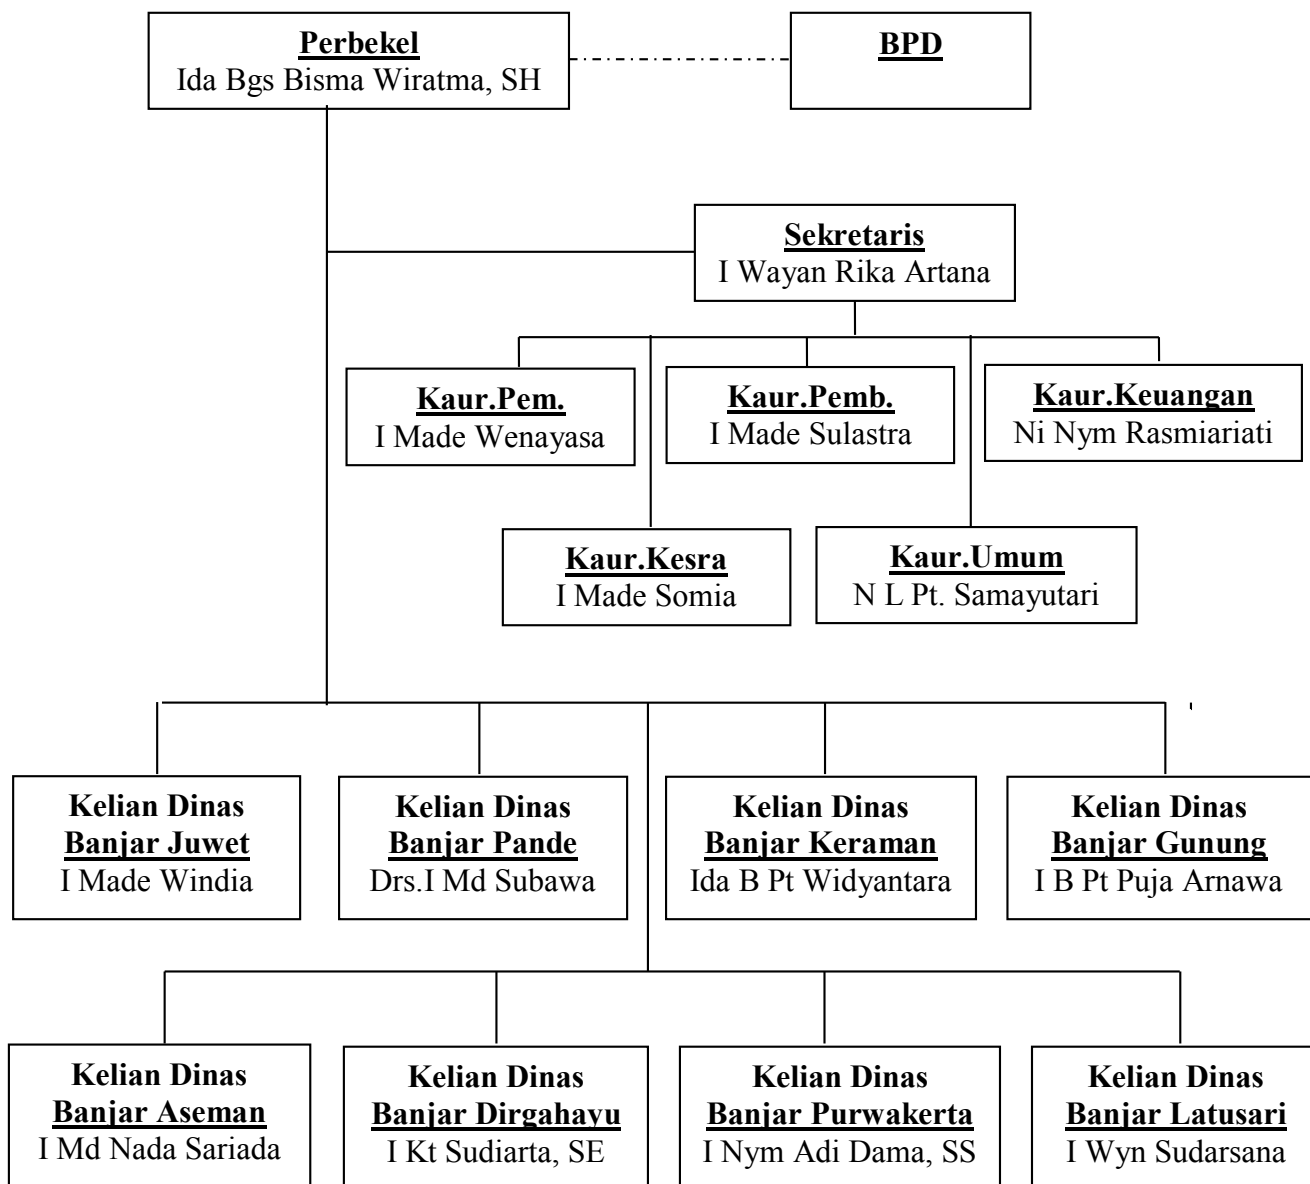 Perbekel
Ida Bgs Bisma Wiratma, SH
BPD
Sekretaris
I Wayan Rika Artana
Kaur.Pem.
I Made Wenayasa
Kaur.Pemb.
I Made Sulastra
Kaur.Keuangan
Ni Nym Rasmiariati
Kaur.Kesra
I Made Somia
Kaur.Umum
N L Pt. Samayutari
Kelian Dinas
Banjar Juwet
I Made Windia
Kelian Dinas
Banjar Pande
Drs.I Md Subawa
Kelian Dinas
Banjar Keraman
Ida B Pt Widyantara
Kelian Dinas
Banjar Gunung
I B Pt Puja Arnawa
Kelian Dinas
Banjar Aseman
I Md Nada Sariada
Kelian Dinas
Banjar Dirgahayu
I Kt Sudiarta, SE
Kelian Dinas
Banjar Purwakerta
I Nym Adi Dama, SS
Kelian Dinas
Banjar Latusari
I Wyn Sudarsana